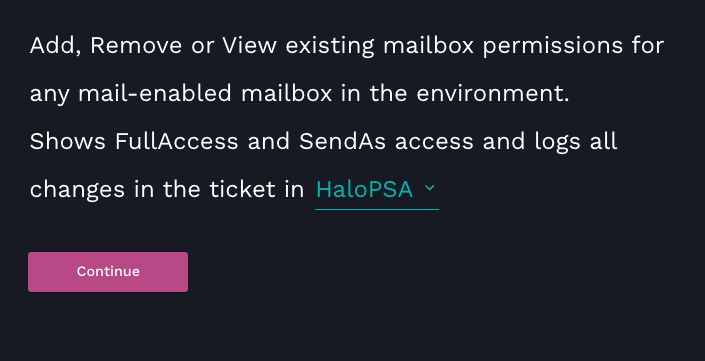 Add, Remove or View existing mailbox permissions for
any mail-enabled mailbox in the environment.
Shows FullAccess and SendAs access and logs all
changes in the ticket in HaloPSA
Continue